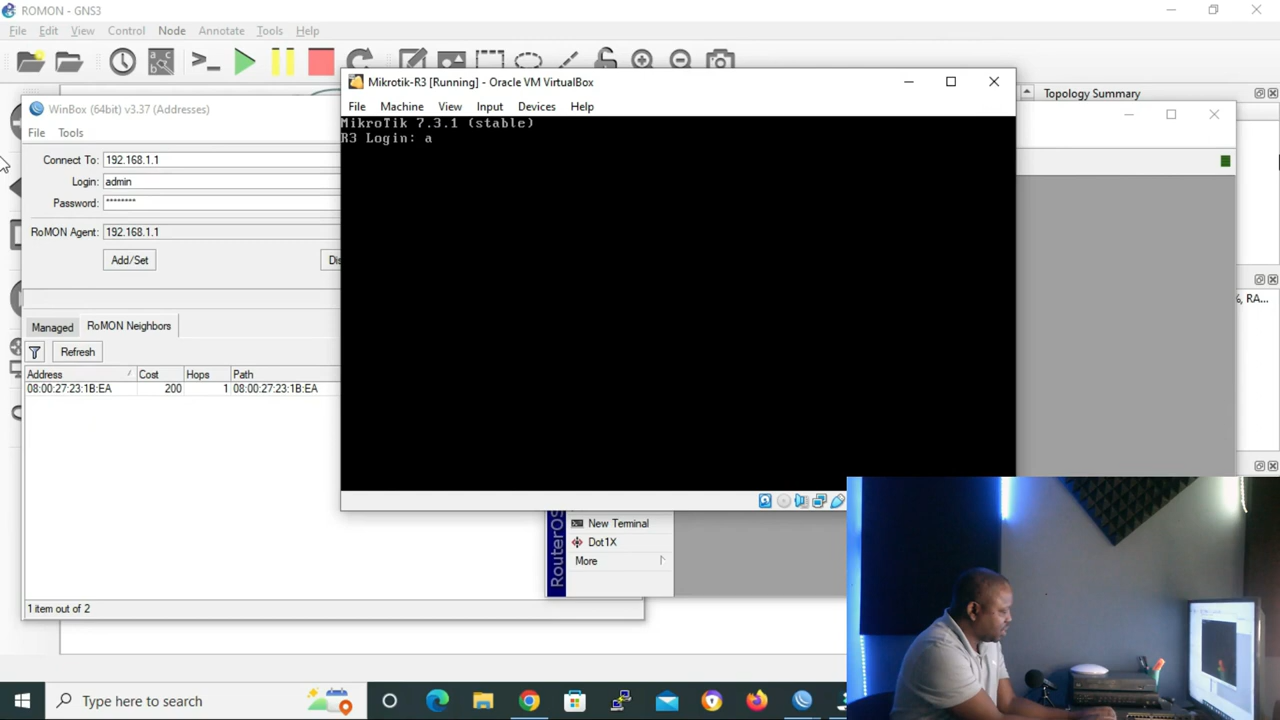 ROMON - GNS3
File Edit View Control Node Annotate Tools Help
Mikrotik-R3 [Running] - Oracle VM VirtualBox
File Machine View Input Devices Help
MikroTik 7.3.1 (stable)
R3 Login: a
Topology Summary
WinBox (64bit) v3.37 (Addresses)
File Tools
Connect To: 192.168.1.1
Login: admin
Password: ********
RoMON Agent: 192.168.1.1
Add/Set
Managed RoMON Neighbors
Refresh
Address / Cost Hops Path
08:00:27:23:1B:EA 200 1 08:00:27:23:1B:EA
1 item out of 2
%, RA...
RouterOS
New Terminal
Dot1X
More
Type here to search